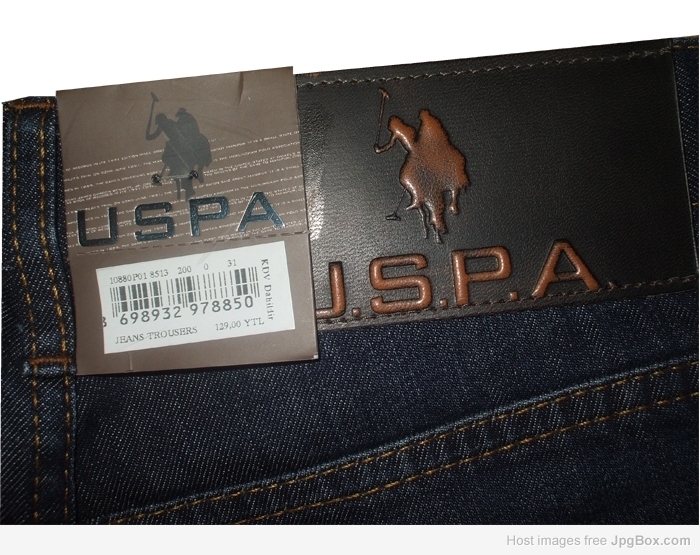 USPA
10880P01 8513 200 0 31
KDV Dahildir
8 698932 978850
JEANS TROUSERS 129.00 YTL
U.S.P.A
Host images free JpgBox.com